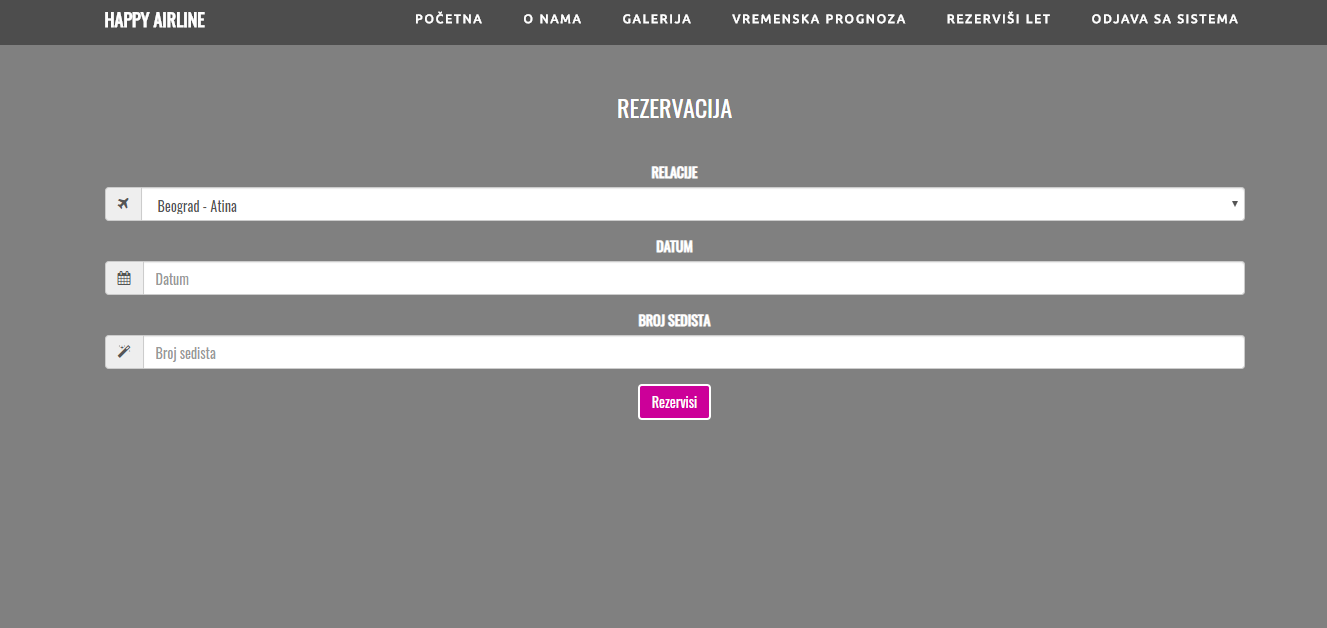 HAPPY AIRLINE
POČETNA O NAMA GALERIJA VREMENSKA PROGNOZA REZERVIŠI LET ODJAVA SA SISTEMA
REZERVACIJA
RELACIJE
Beograd - Atina
DATUM
Datum
BROJ SEDISTA
Broj sedista
Rezervisi